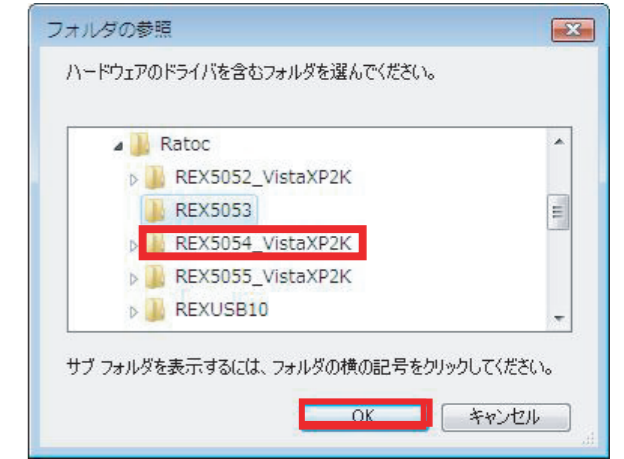 フォルダの参照
ハードウェアのドライバを含むフォルダを選んでください。
Ratoc
REX5052_VistaXP2K
REX5053
REX5054_VistaXP2K
REX5055_VistaXP2K
REXUSB10
サブ フォルダを表示するには、フォルダの横の記号をクリックしてください。
OK キャンセル